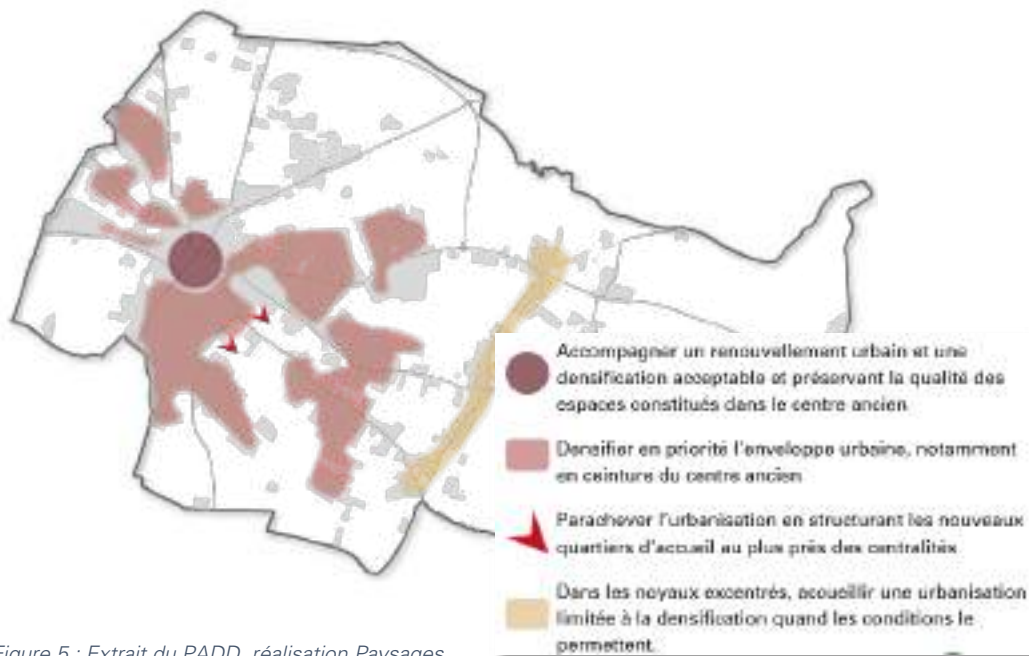 Accompagner un renouvellement urbain et une
densification acceptable et préservant la qualité des
espaces constitués dans le centre ancien
Densifier en priorité l'enveloppe urbaine, notamment
en ceinture du centre ancien
Parachever l'urbanisation en structurant les nouveaux
quartiers d'accueil au plus près des centralités
Dans les noyaux excentrés, accueillir une urbanisation
limitée à la densification quand les conditions le
permettent.
Figure 5 : Extrait du PADD, réalisation Paysages